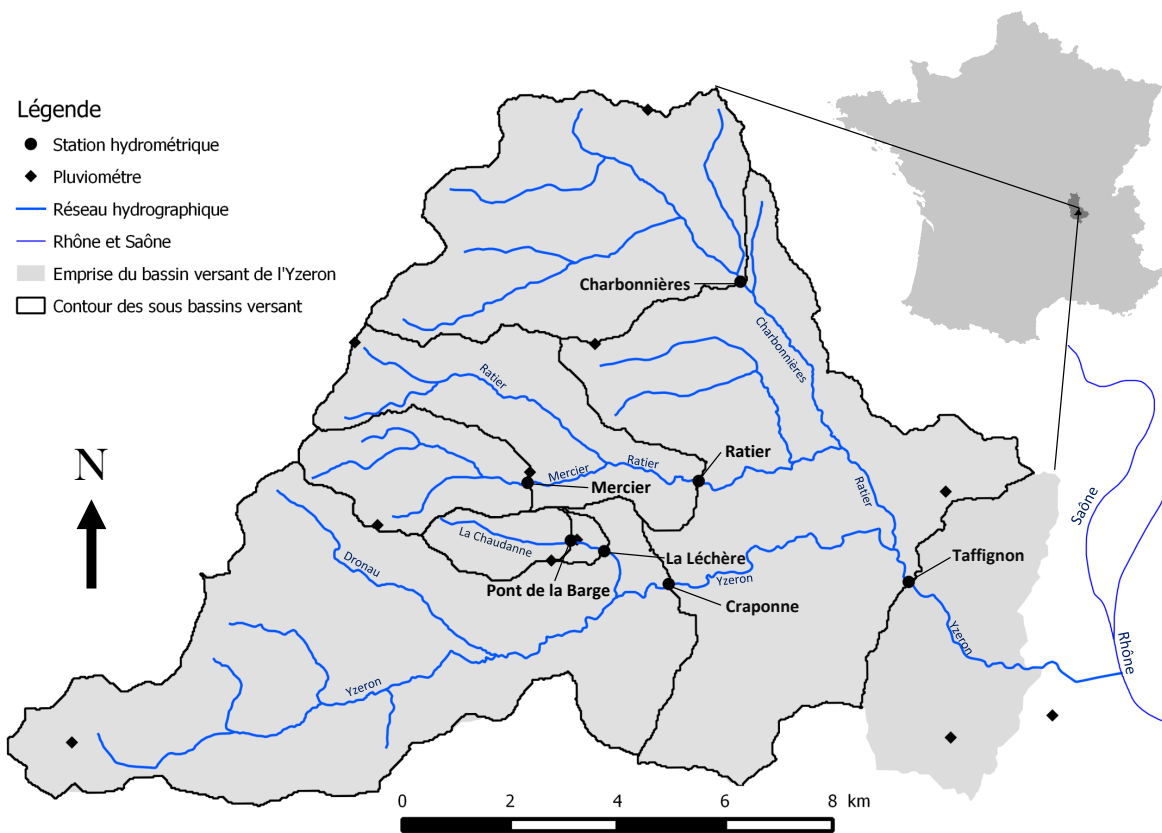 Légende
Station hydrométrique
Pluviométre
Réseau hydrographique
Rhône et Saône
Emprise du bassin versant de l'Yzeron
Contour des sous bassins versant
Charbonnières
Charbonnières
Ratier
Ratier
Ratier
Mercier
Mercier
Ratier
N
La Chaudanne
La Léchère
Pont de la Barge
Dronau
Yzeron
Craponne
Taffignon
Saône
Rhône
Yzeron
Yzeron
0 2 4 6 8 km